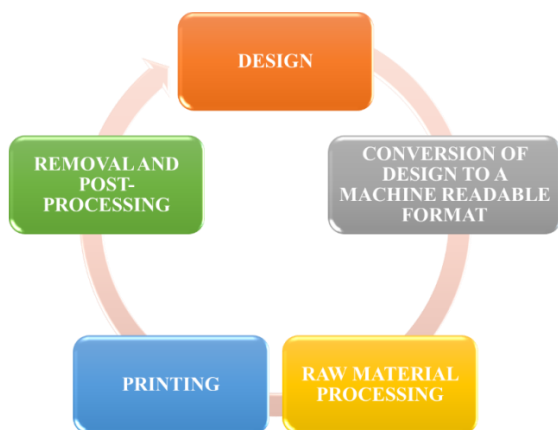 DESIGN
CONVERSION OF
DESIGN TO A
MACHINE READABLE
FORMAT
RAW MATERIAL
PROCESSING
PRINTING
REMOVAL AND
POST-
PROCESSING